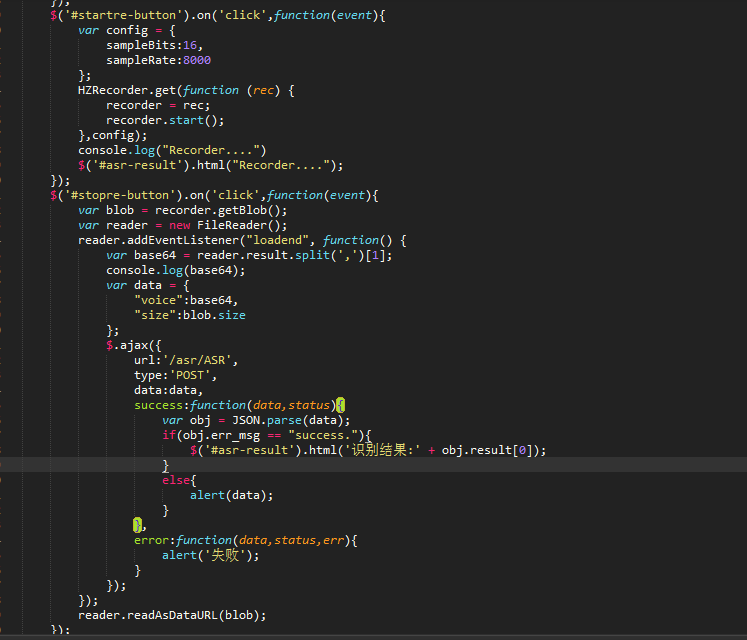 });
$('#startre-button').on('click',function(event){
var config = {
sampleBits:16,
sampleRate:8000
};
HZRecorder.get(function (rec) {
recorder = rec;
recorder.start();
},config);
console.log("Recorder....")
$('#asr-result').html("Recorder....");
});
$('#stopre-button').on('click',function(event){
var blob = recorder.getBlob();
var reader = new FileReader();
reader.addEventListener("loadend", function() {
var base64 = reader.result.split(',')[1];
console.log(base64);
var data = {
"voice":base64,
"size":blob.size
};
$.ajax({
url:'/asr/ASR',
type:'POST',
data:data,
success:function(data,status){
var obj = JSON.parse(data);
if(obj.err_msg == "success."){
$('#asr-result').html('识别结果:' + obj.result[0]);
}
else{
alert(data);
}
},
error:function(data,status,err){
alert('失败');
}
});
});
reader.readAsDataURL(blob);
});